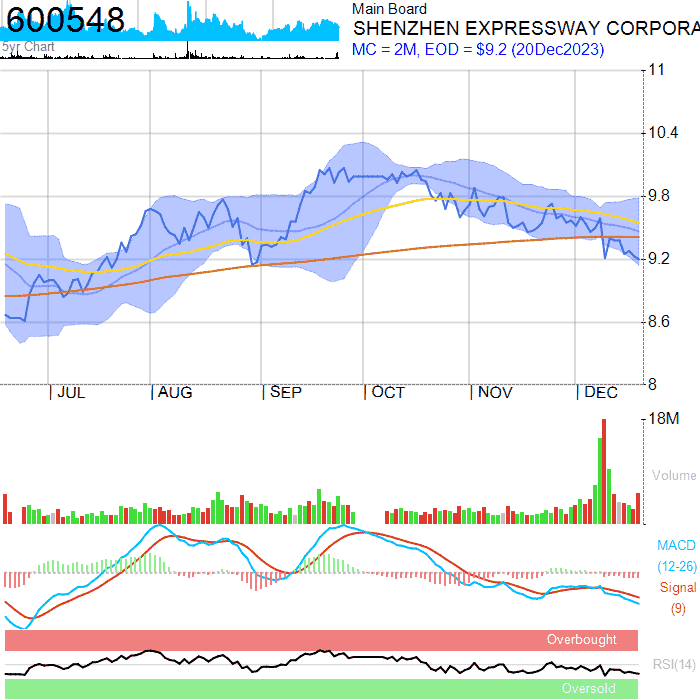 600548
5yr Chart
Main Board
SHENZHEN EXPRESSWAY CORPORA
MC = 2M, EOD = $9.2 (20Dec2023)
11
10.4
9.8
9.2
8.6
8
JUL
AUG
SEP
OCT
NOV
DEC
18M
Volume
MACD
(12-26)
Signal
(9)
Overbought
RSI(14)
Oversold